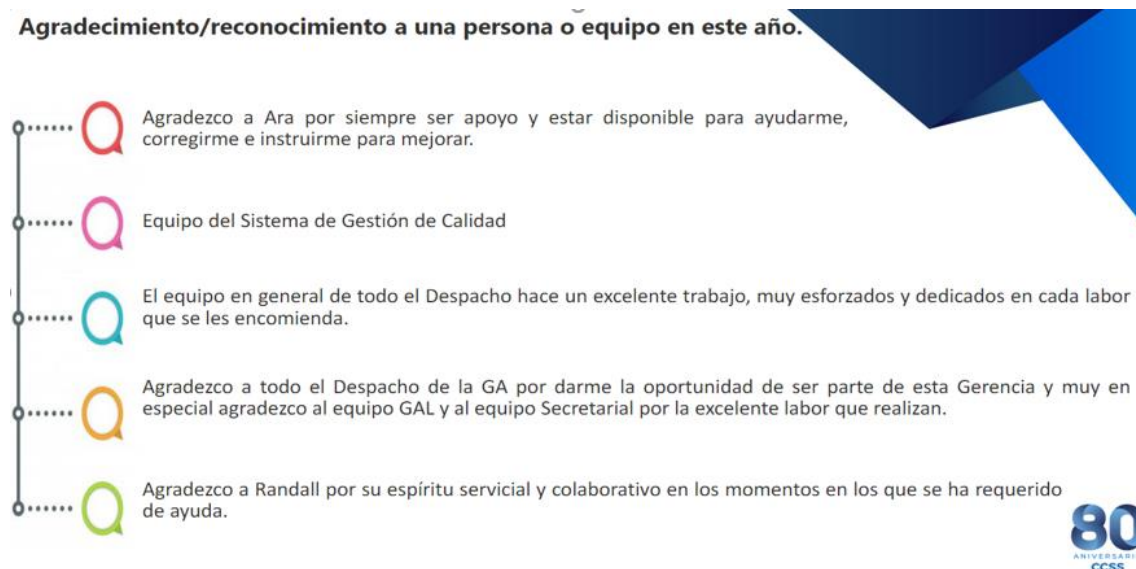 Agradecimiento/reconocimiento a una persona o equipo en este año.
Agradezco a Ara por siempre ser apoyo y estar disponible para ayudarme,
corregirme e instruirme para mejorar.
Equipo del Sistema de Gestión de Calidad
El equipo en general de todo el Despacho hace un excelente trabajo, muy esforzados y dedicados en cada labor
que se les encomienda.
Agradezco a todo el Despacho de la GA por darme la oportunidad de ser parte de esta Gerencia y muy en
especial agradezco al equipo GAL y al equipo Secretarial por la excelente labor que realizan.
Agradezco a Randall por su espíritu servicial y colaborativo en los momentos en los que se ha requerido
de ayuda.
80
ANIVERSARI
CCSS